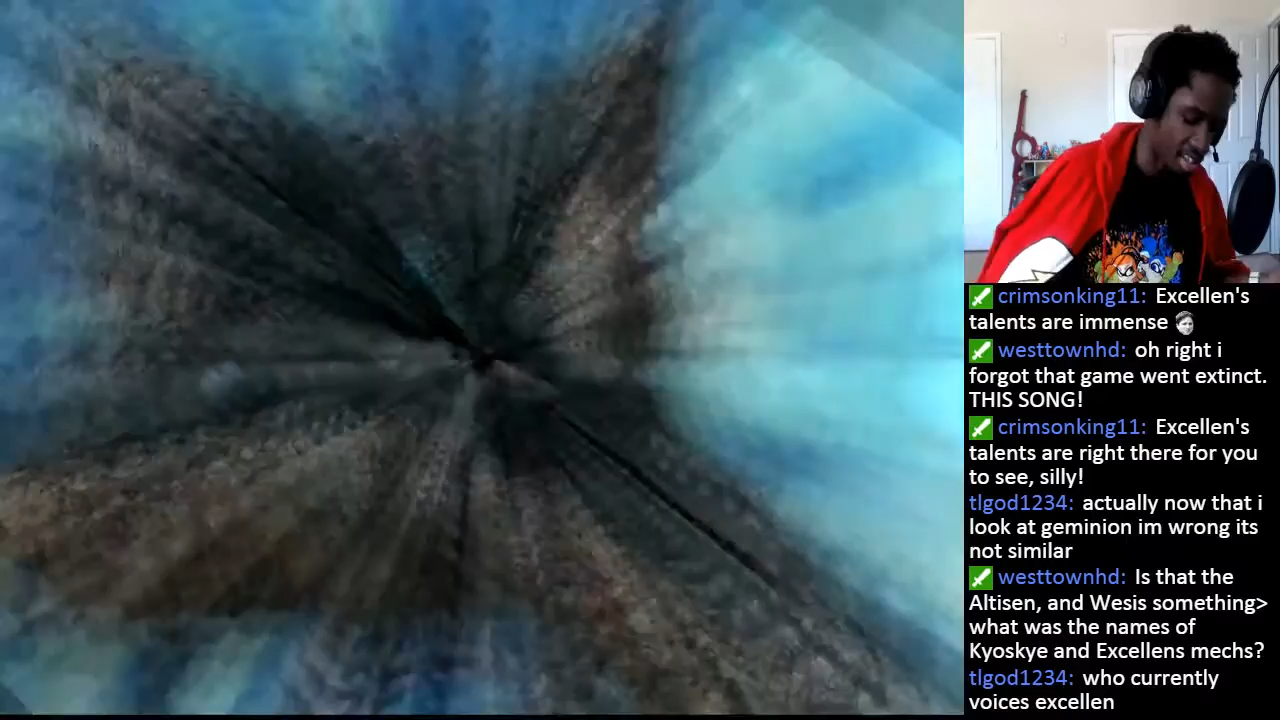 crimsonking11: Excellen's
talents are immense
westtownhd: oh right i
forgot that game went extinct.
THIS SONG!
crimsonking11: Excellen's
talents are right there for you
to see, silly!
tlgod1234: actually now that i
look at geminion im wrong its
not similar
westtownhd: Is that the
Altisen, and Wesis something>
what was the names of
Kyoskye and Excellens mechs?
tlgod1234: who currently
voices excellen